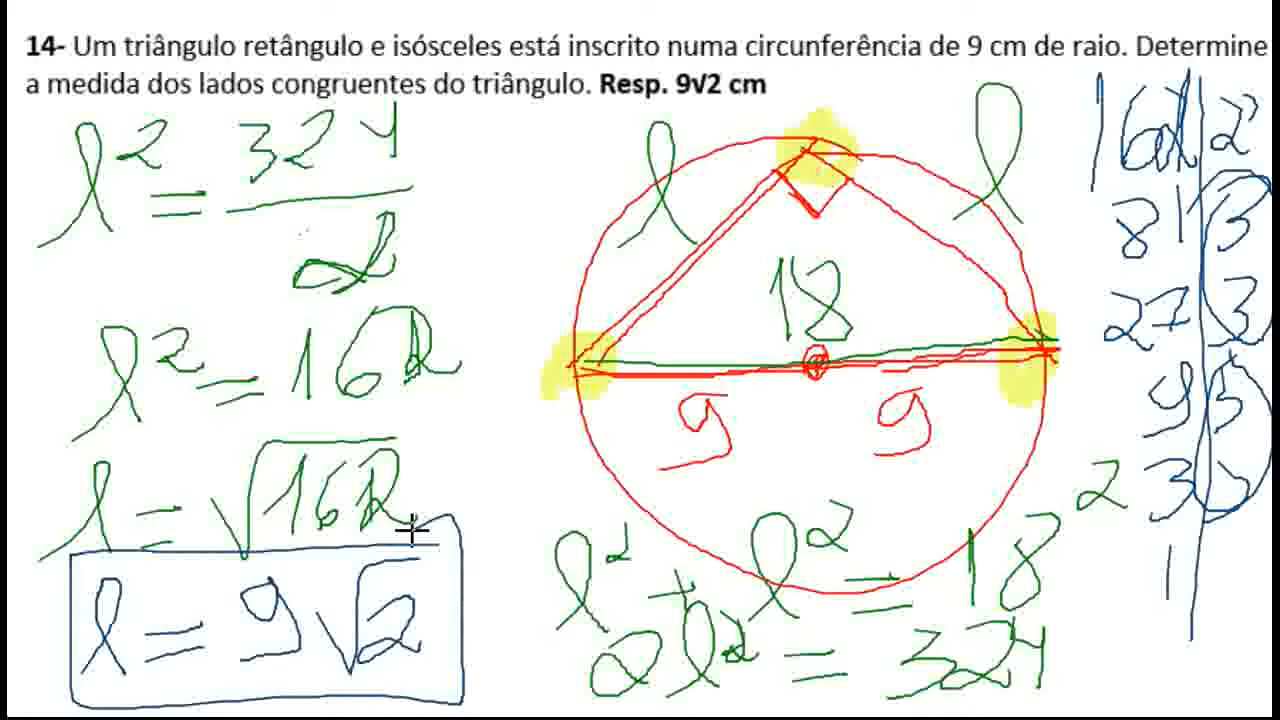 14- Um triângulo retângulo e isósceles está inscrito numa circunferência de 9 cm de raio. Determine
a medida dos lados congruentes do triângulo. Resp. 9√2 cm
l² = 324
2
l² = 162
l = √162
l = 9√2
l
l
18
9
9
l² + l² = 18²
2l² = 324
162 2
81 3
27 3
9 3
3 3
1